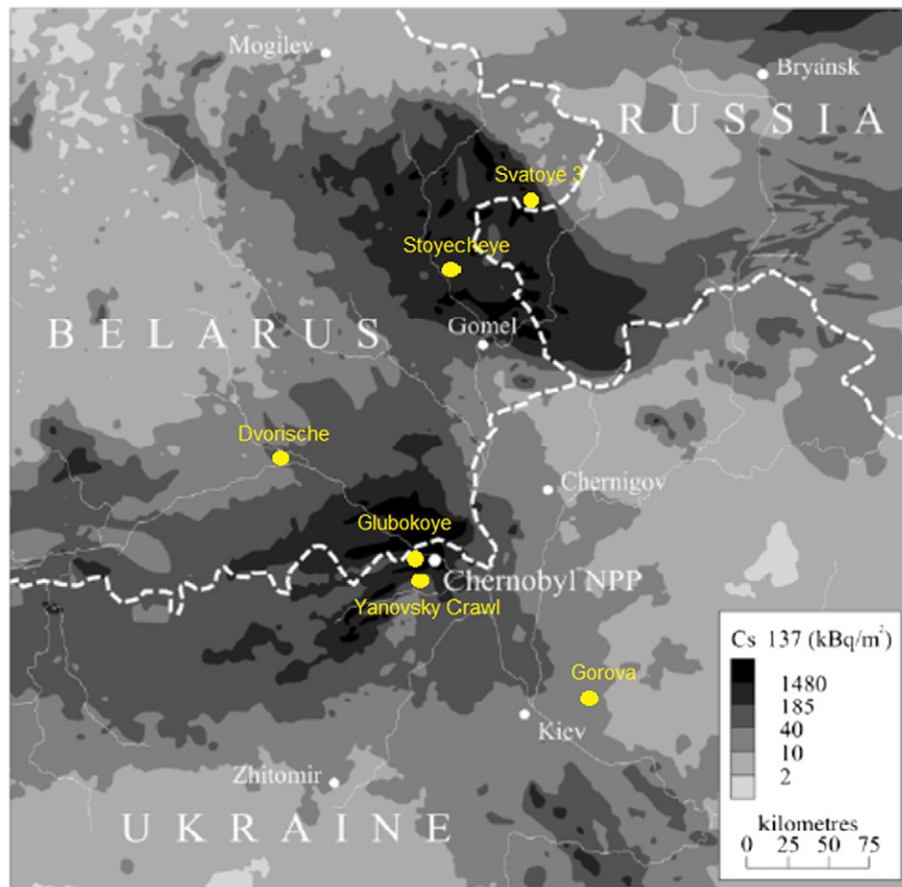 Mogilev
Bryansk
RUSSIA
Svatoye 3
Stoyecheye
BELARUS
Gomel
Dvorische
Chernigov
Glubokoye
Chernobyl NPP
Yanovsky Crawl
Gorova
Kiev
Zhitomir
UKRAINE
Cs 137 (kBq/m²)
1480
185
40
10
2
kilometres
0 25 50 75